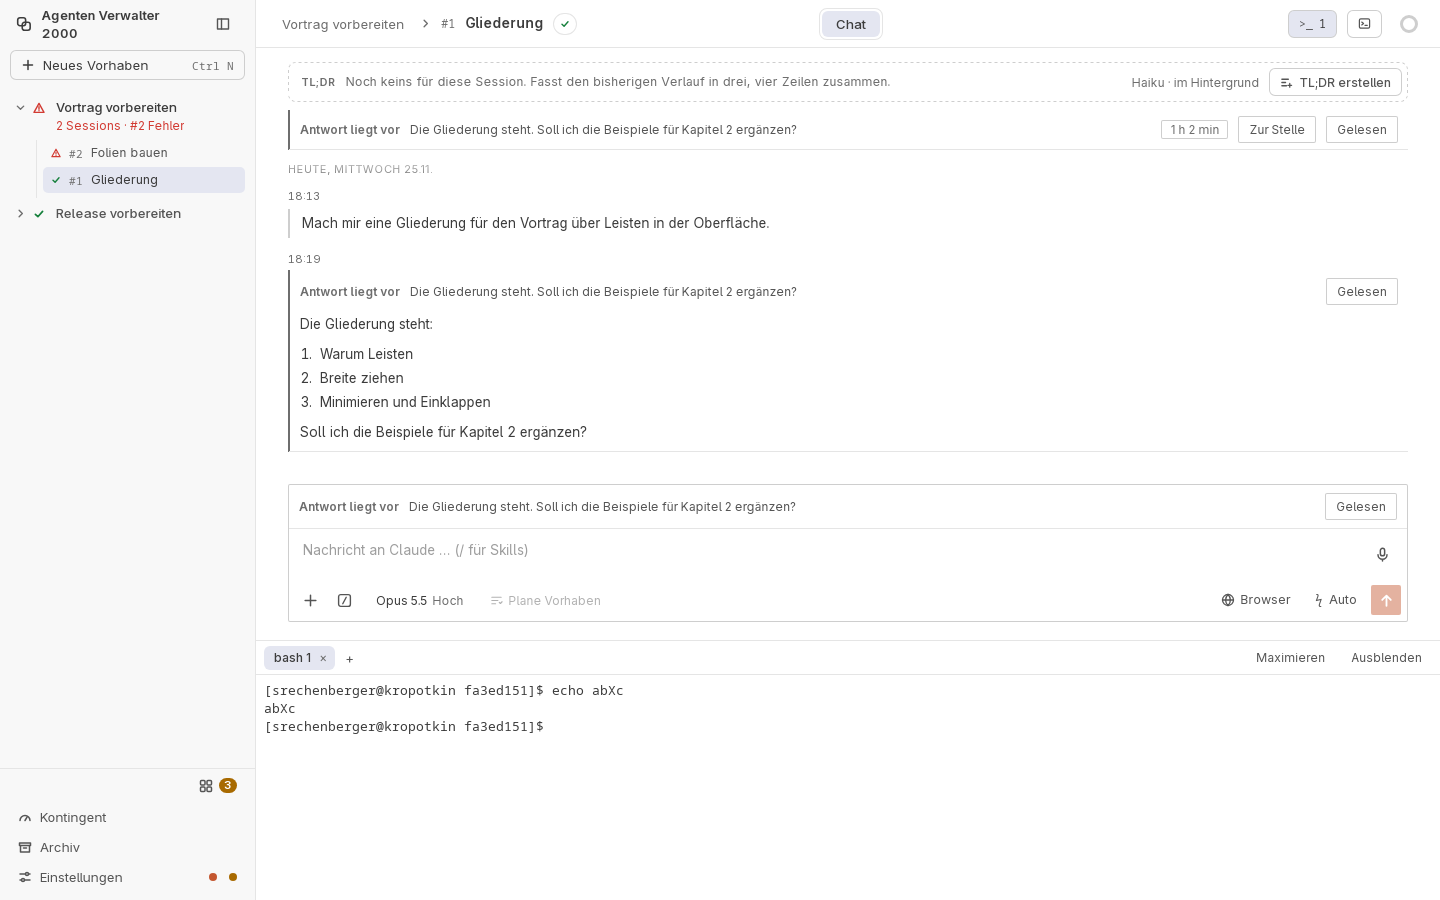 Agenten Verwalter
2000
Neues Vorhaben Ctrl N
Vortrag vorbereiten
2 Sessions · #2 Fehler
#2 Folien bauen
#1 Gliederung
Release vorbereiten
3
Kontingent
Archiv
Einstellungen
Vortrag vorbereiten #1 Gliederung
Chat
>_ 1
TL;DR Noch keins für diese Session. Fasst den bisherigen Verlauf in drei, vier Zeilen zusammen. Haiku · im Hintergrund TL;DR erstellen
Antwort liegt vor Die Gliederung steht. Soll ich die Beispiele für Kapitel 2 ergänzen? 1 h 2 min Zur Stelle Gelesen
HEUTE, MITTWOCH 25.11.
18:13
Mach mir eine Gliederung für den Vortrag über Leisten in der Oberfläche.
18:19
Antwort liegt vor Die Gliederung steht. Soll ich die Beispiele für Kapitel 2 ergänzen? Gelesen
Die Gliederung steht:
1. Warum Leisten
2. Breite ziehen
3. Minimieren und Einklappen
Soll ich die Beispiele für Kapitel 2 ergänzen?
Antwort liegt vor Die Gliederung steht. Soll ich die Beispiele für Kapitel 2 ergänzen? Gelesen
Nachricht an Claude … (/ für Skills)
Opus 5.5 Hoch Plane Vorhaben Browser Auto
bash 1 × + Maximieren Ausblenden
[srechenberger@kropotkin fa3ed151]$ echo abXc
abXc
[srechenberger@kropotkin fa3ed151]$